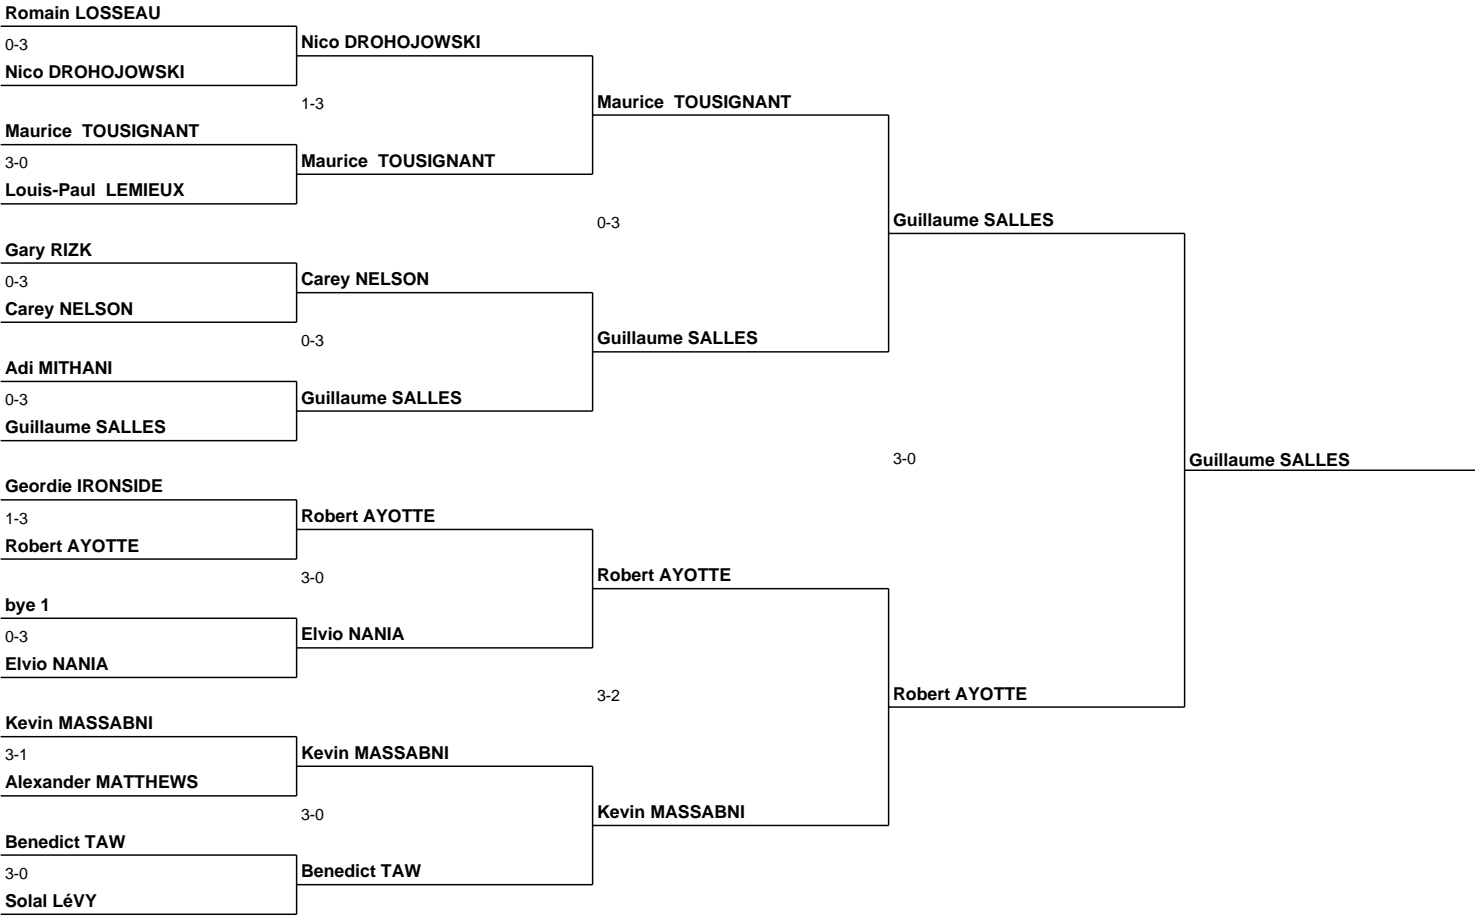 Romain LOSSEAU
0-3
Nico DROHOJOWSKI
Nico DROHOJOWSKI
1-3
Maurice  TOUSIGNANT
Maurice  TOUSIGNANT
3-0
Maurice  TOUSIGNANT
Louis-Paul  LEMIEUX
0-3
Guillaume SALLES
Gary RIZK
0-3
Carey NELSON
Carey NELSON
0-3
Guillaume SALLES
Adi MITHANI
0-3
Guillaume SALLES
Guillaume SALLES
3-0
Guillaume SALLES
Geordie IRONSIDE
1-3
Robert AYOTTE
Robert AYOTTE
3-0
Robert AYOTTE
bye 1
0-3
Elvio NANIA
Elvio NANIA
3-2
Robert AYOTTE
Kevin MASSABNI
3-1
Kevin MASSABNI
Alexander MATTHEWS
3-0
Kevin MASSABNI
Benedict TAW
3-0
Benedict TAW
Solal LéVY